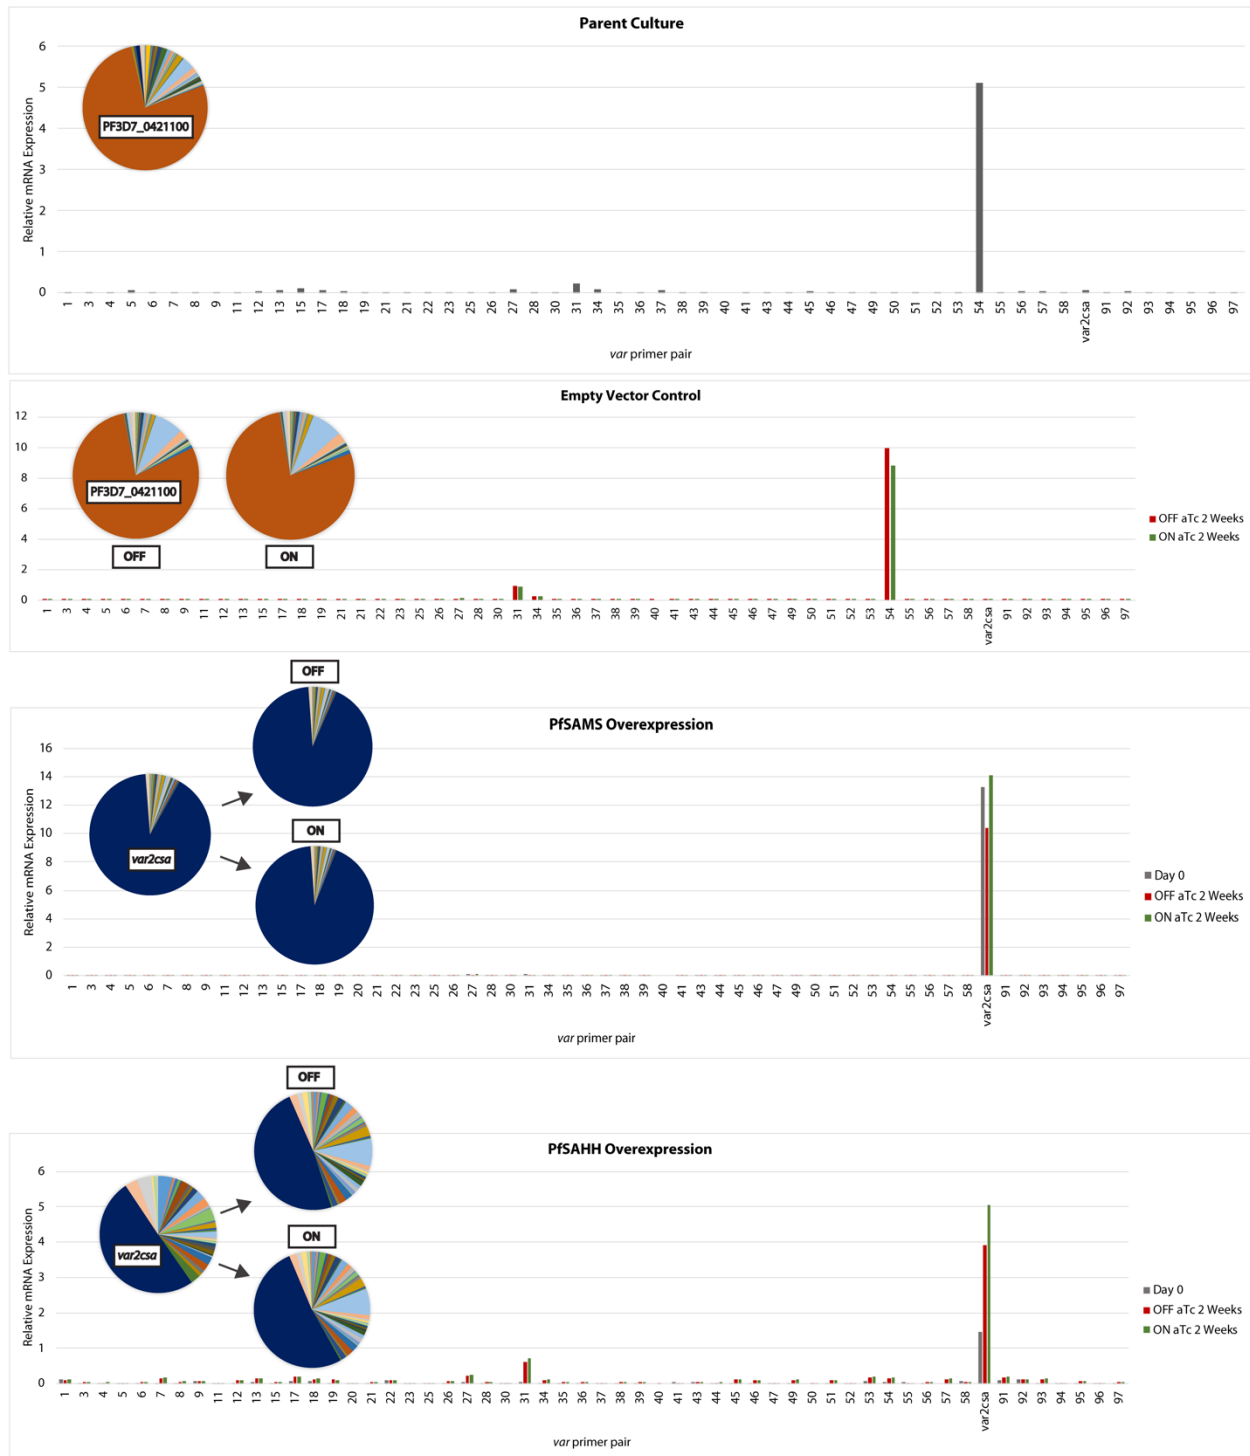 Parent Culture
6
5
4
3
2
1
0
Relative mRNA Expression
PF3D7_0421100
1 3 4 5 6 7 8 9 11 12 13 15 17 18 19 21 21 22 23 25 26 27 28 30 31 34 35 36 37 38 39 40 41 43 45 46 47 49 50 51 52 53 54 55 56 57 58 var2csa 91 92 93 94 95 96 97
var primer pair
Empty Vector Control
12
10
8
6
4
2
0
PF3D7_0421100
OFF
ON
OFF aTc 2 Weeks
ON aTc 2 Weeks
1 3 4 5 6 7 8 9 11 12 13 15 17 18 19 21 21 22 23 25 26 27 28 30 31 34 35 36 37 38 39 40 41 43 45 46 47 49 50 51 52 53 54 55 56 57 58 var2csa 91 92 93 94 95 96 97
OFF
PfSAMS Overexpression
16
14
12
10
8
6
4
2
0
Relative mRNA Expression
var2csa
ON
Day 0
OFF aTc 2 Weeks
ON aTc 2 Weeks
1 3 4 5 6 7 8 9 11 12 13 15 17 18 19 20 21 22 23 25 26 27 28 30 31 34 35 36 37 38 39 40 41 43 44 45 46 47 49 50 51 52 53 54 55 56 57 58 var2csa 91 92 93 94 95 96 97
var primer pair
OFF
PfSAHH Overexpression
6
5
4
3
2
1
0
Relative mRNA Expression
var2csa
ON
Day 0
OFF aTc 2 Weeks
ON aTc 2 Weeks
1 3 4 5 6 7 8 9 11 12 13 15 17 18 19 20 21 22 23 25 26 27 28 30 31 34 35 36 37 38 39 40 41 43 44 45 46 47 49 50 51 52 53 54 55 56 57 58 var2csa 91 92 93 94 95 96 97
var primer pair